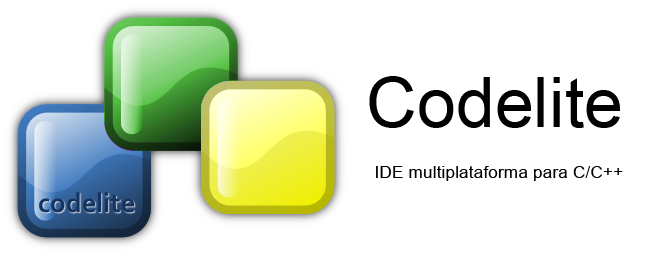 codelite
Codelite
IDE multiplataforma para C/C++